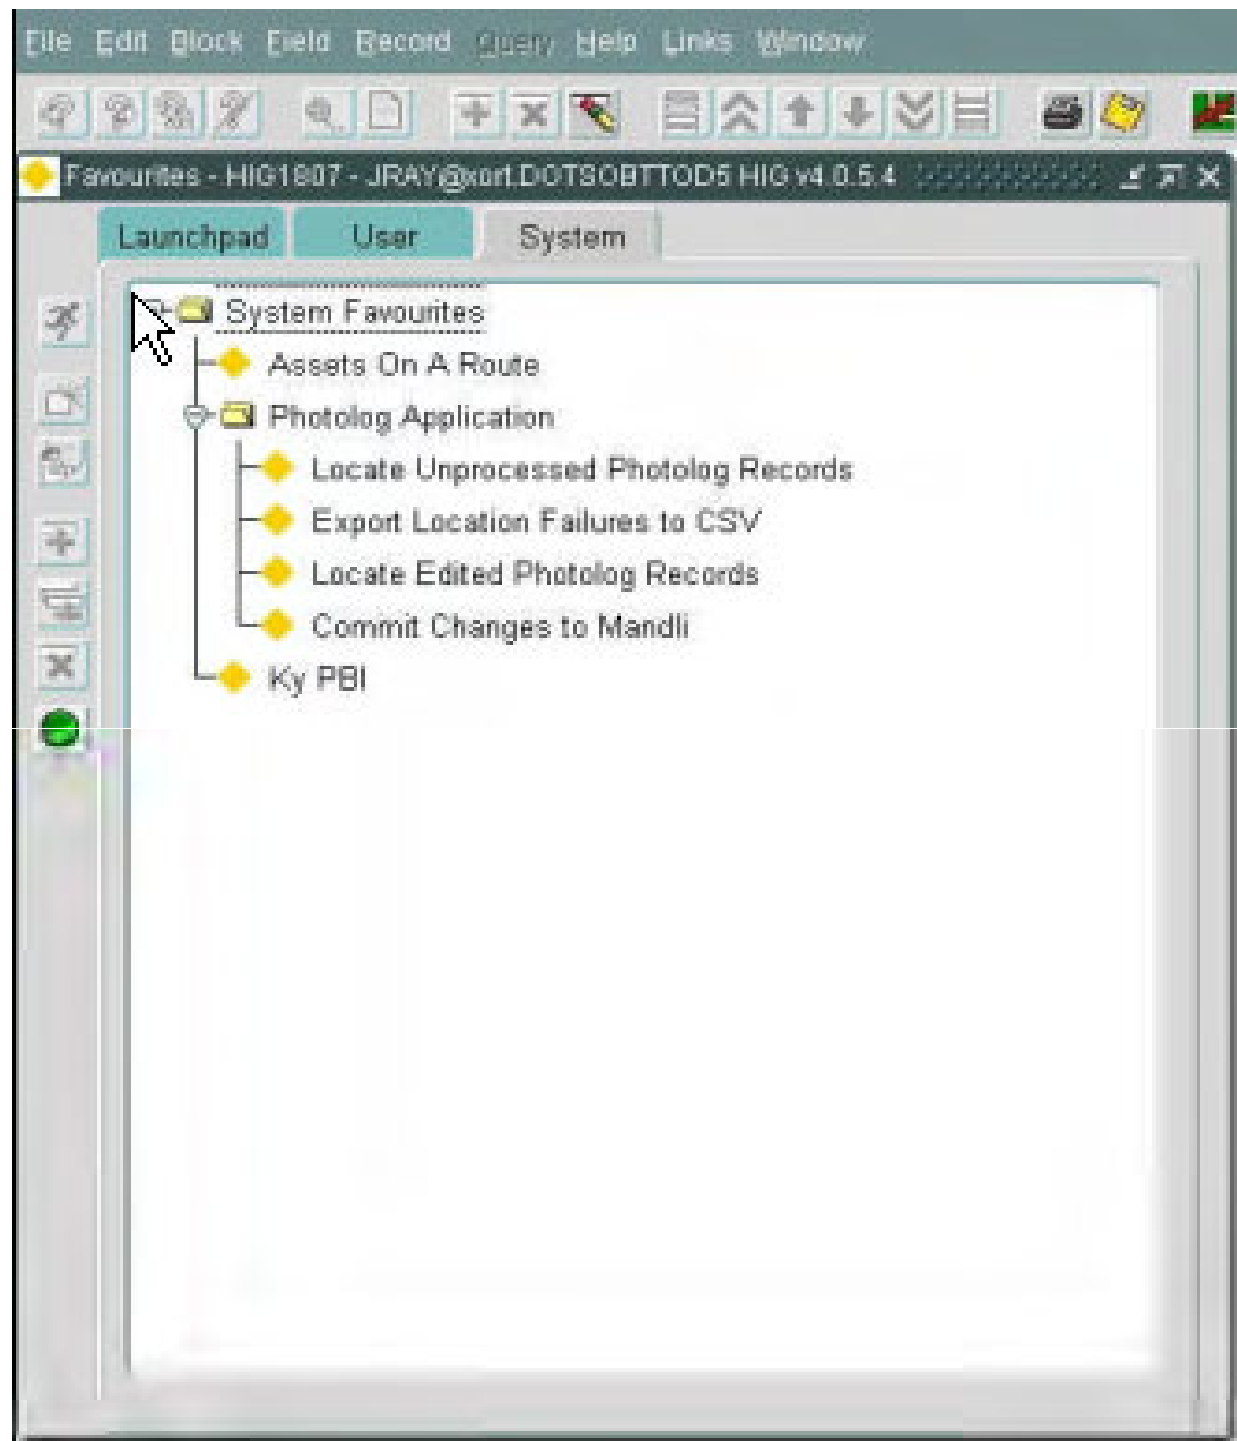 File Edit Block Field Record Query Help Links Window
Favourites - HIG1807 - JRAY@xort.DOTSOBTTOD5 HIG v4.0.5.4
Launchpad User System
System Favourites
Assets On A Route
Photolog Application
Locate Unprocessed Photolog Records
Export Location Failures to CSV
Locate Edited Photolog Records
Commit Changes to Mandli
Ky PBI